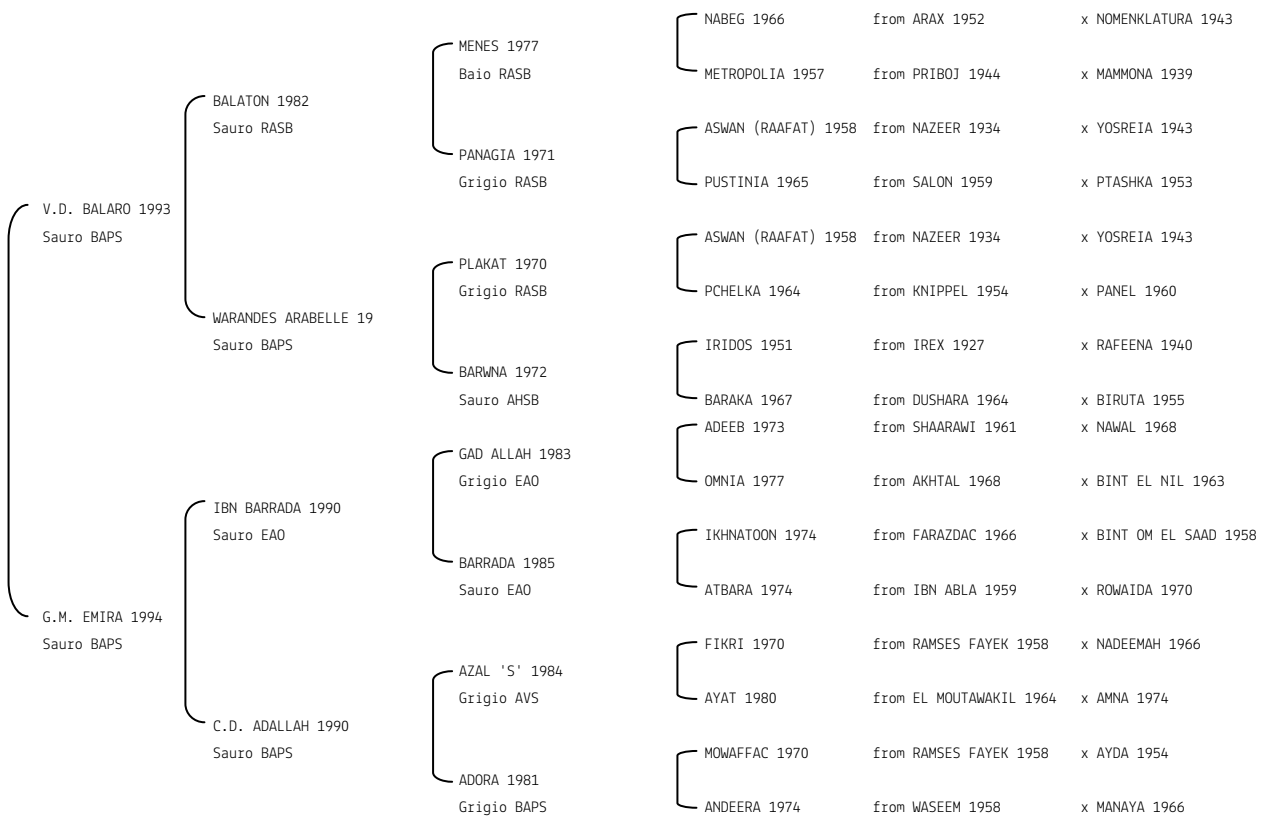 NABEG 1966 from ARAX 1952 x NOMENKLATURA 1943
MENES 1977
Baio RASB METROPOLIA 1957 from PRIBOJ 1944 x MAMMONA 1939
BALATON 1982
Sauro RASB ASWAN (RAAFAT) 1958 from NAZEER 1934 x YOSREIA 1943
PANAGIA 1971
Grigio RASB PUSTINIA 1965 from SALON 1959 x PTASHKA 1953
V.D. BALARO 1993
Sauro BAPS ASWAN (RAAFAT) 1958 from NAZEER 1934 x YOSREIA 1943
PLAKAT 1970
Grigio RASB PCHELKA 1964 from KNIPPEL 1954 x PANEL 1960
WARANDES ARABELLE 19
Sauro BAPS IRIDOS 1951 from IREX 1927 x RAFEENA 1940
BARWNA 1972
Sauro AHSB BARAKA 1967 from DUSHARA 1964 x BIRUTA 1955
ADEEB 1973 from SHAARAWI 1961 x NAWAL 1968
GAD ALLAH 1983
Grigio EAO OMNIA 1977 from AKHTAL 1968 x BINT EL NIL 1963
IBN BARRADA 1990
Sauro EAO IKHNATOON 1974 from FARAZDAC 1966 x BINT OM EL SAAD 1958
BARRADA 1985
Sauro EAO ATBARA 1974 from IBN ABLA 1959 x ROWAIDA 1970
G.M. EMIRA 1994
Sauro BAPS FIKRI 1970 from RAMSES FAYEK 1958 x NADEEMAH 1966
AZAL 'S' 1984
Grigio AVS AYAT 1980 from EL MOUTAWAKIL 1964 x AMNA 1974
C.D. ADALLAH 1990
Sauro BAPS MOWAFFAC 1970 from RAMSES FAYEK 1958 x AYDA 1954
ADORA 1981
Grigio BAPS ANDEERA 1974 from WASEEM 1958 x MANAYA 1966